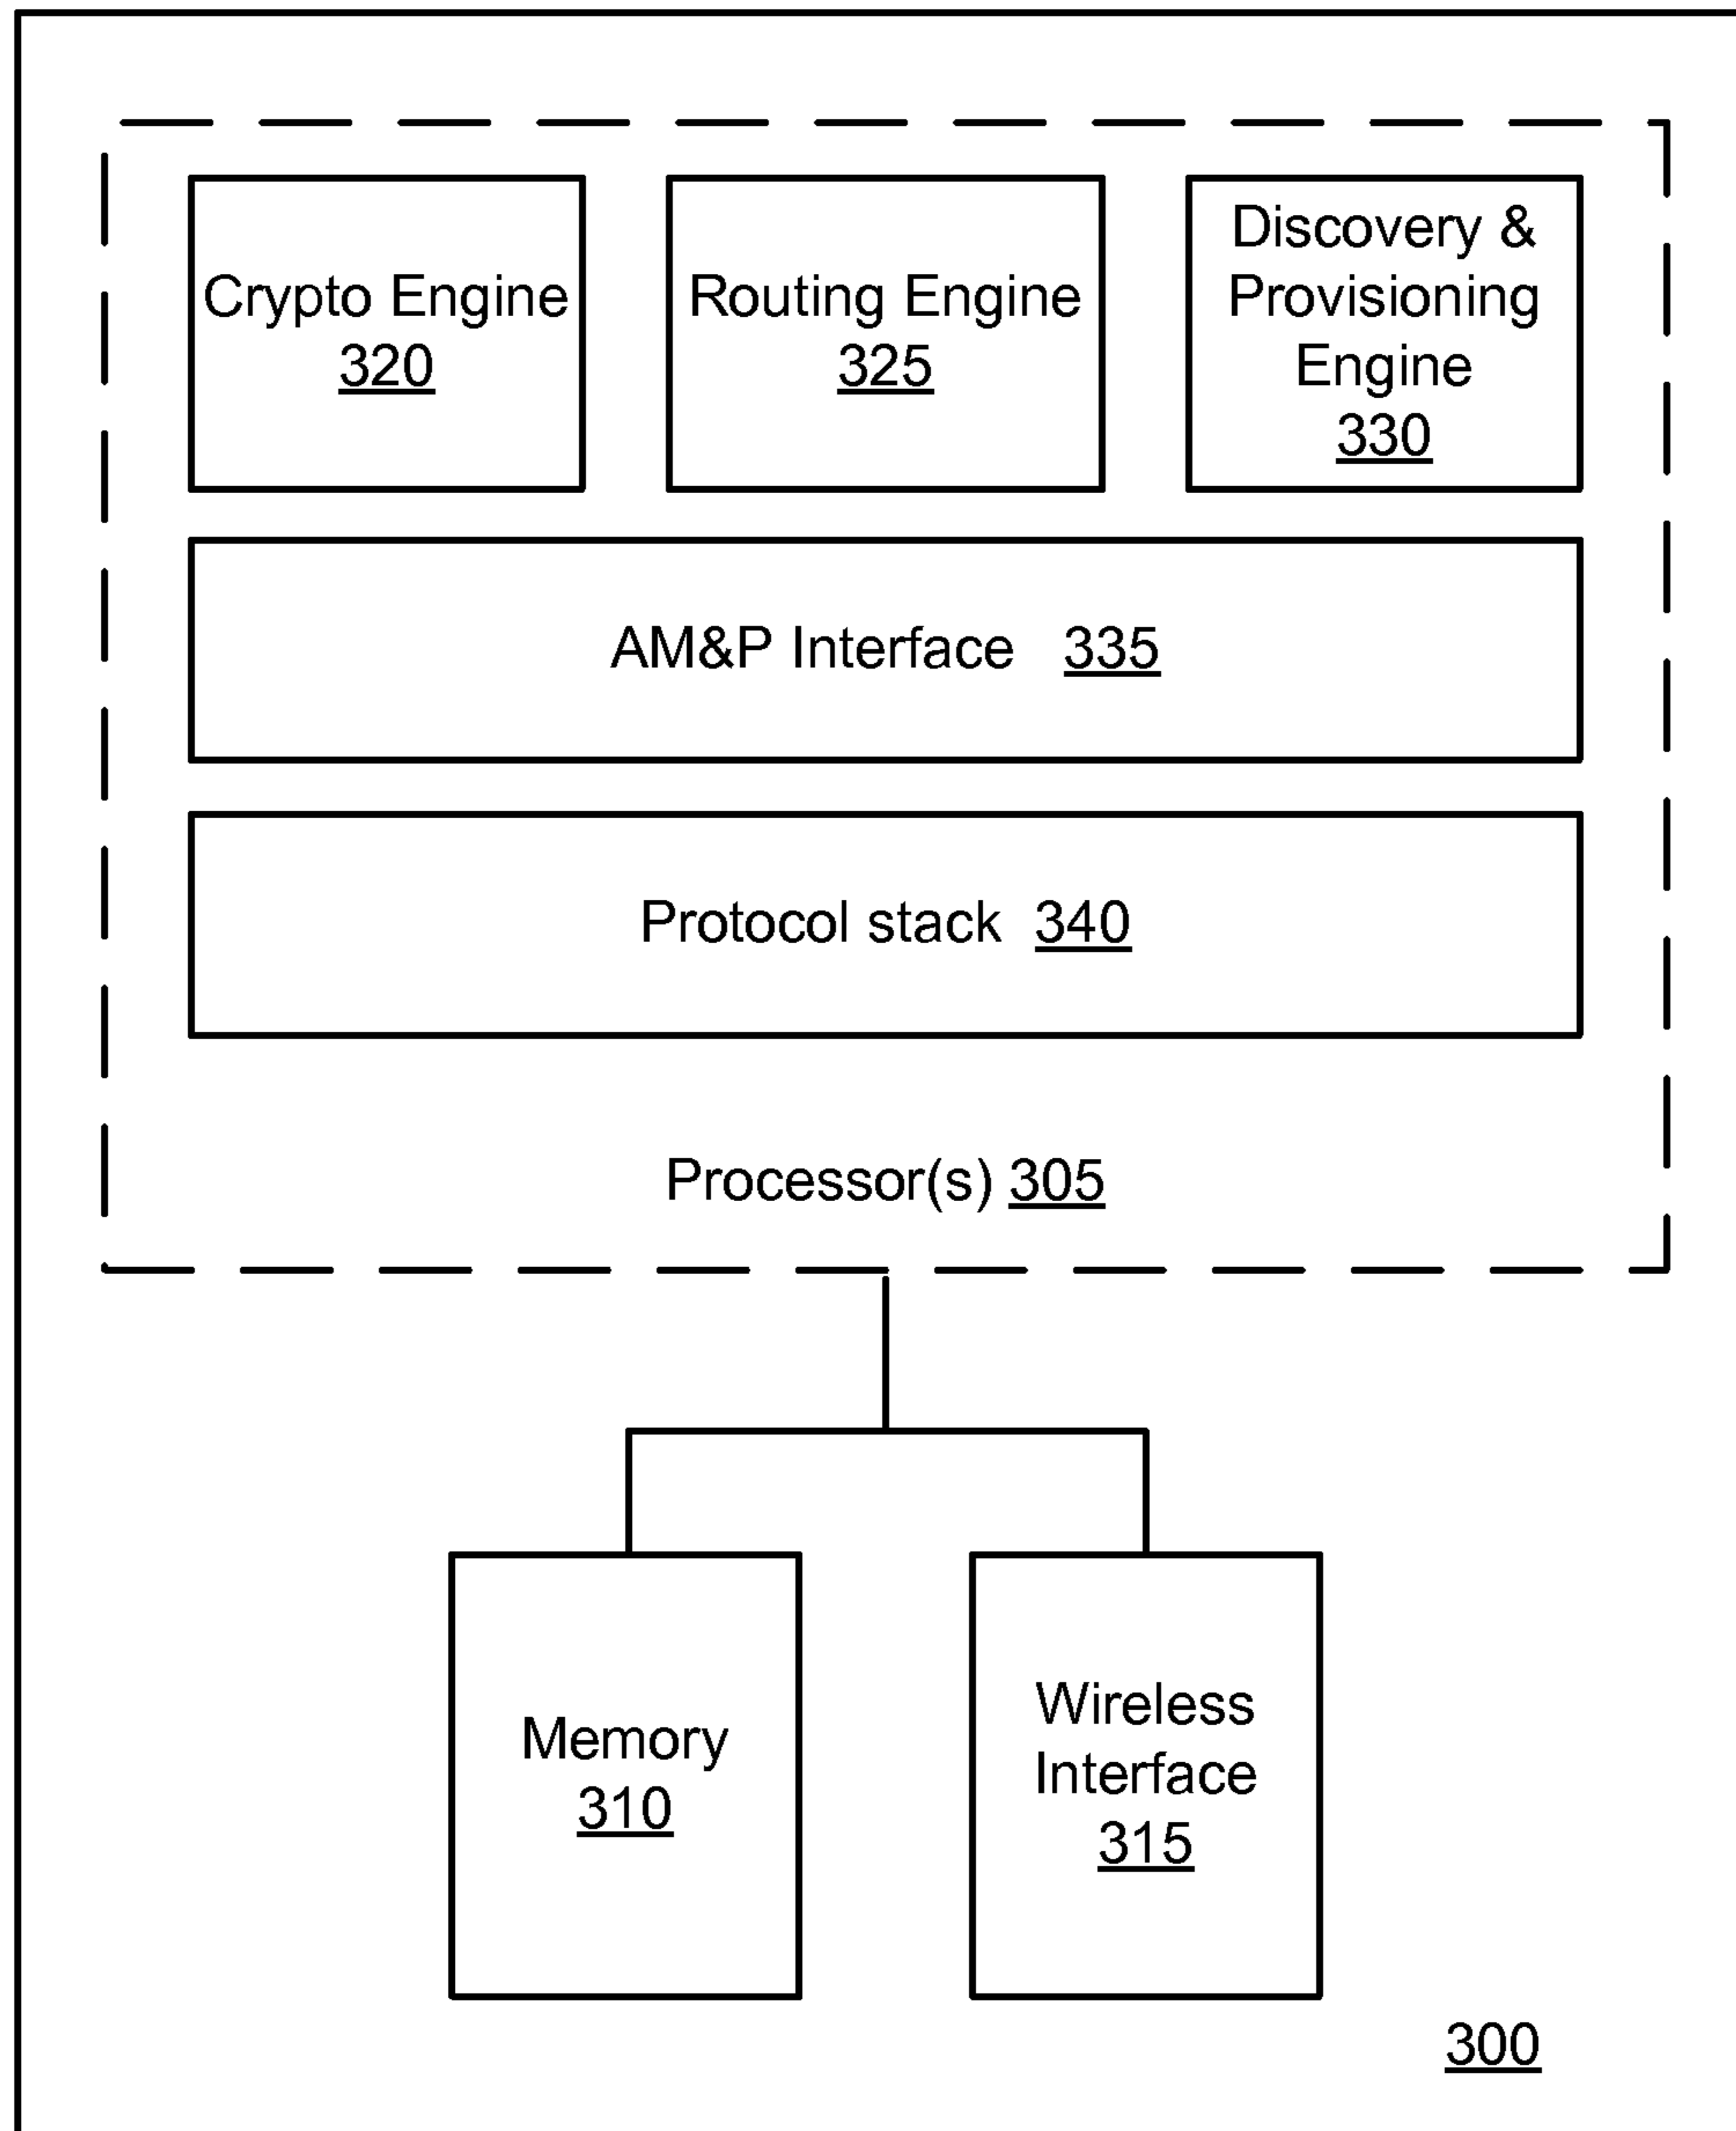 Crypto Engine
320
Routing Engine
325
Discovery &
Provisioning
Engine
330
AM&P Interface 335
Protocol stack 340
Processor(s) 305
Memory
310
Wireless
Interface
315
300